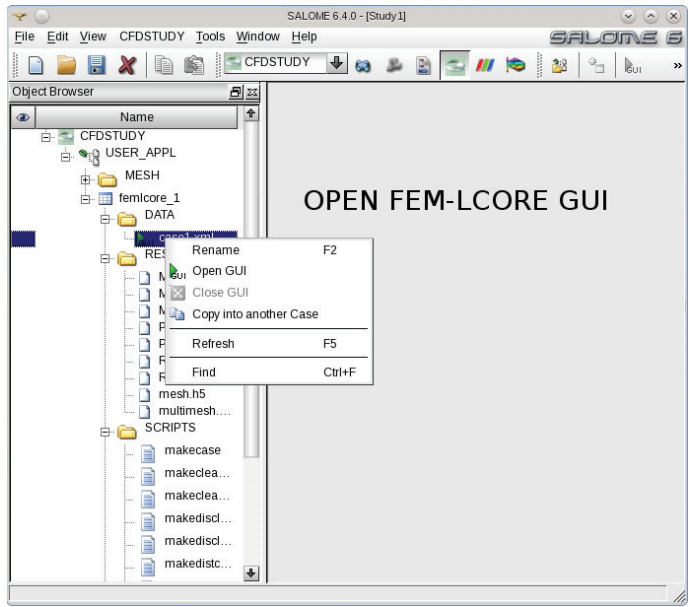 SALOME 6.4.0 - [Study1]
File Edit View CFDSTUDY Tools Window Help
SALOME 6
CFDSTUDY
GUI
»
Object Browser
Name
CFDSTUDY
USER_APPL
MESH
femlcore_1
DATA
case1.xml
RES
Rename F2
GUI Open GUI
Close GUI
Copy into another Case
Refresh F5
Find Ctrl+F
M
M
M
P
P
R
R
mesh.h5
multimesh....
SCRIPTS
makecase
makeclea...
makeclea...
makediscl...
makediscl...
makedistc...
OPEN FEM-LCORE GUI